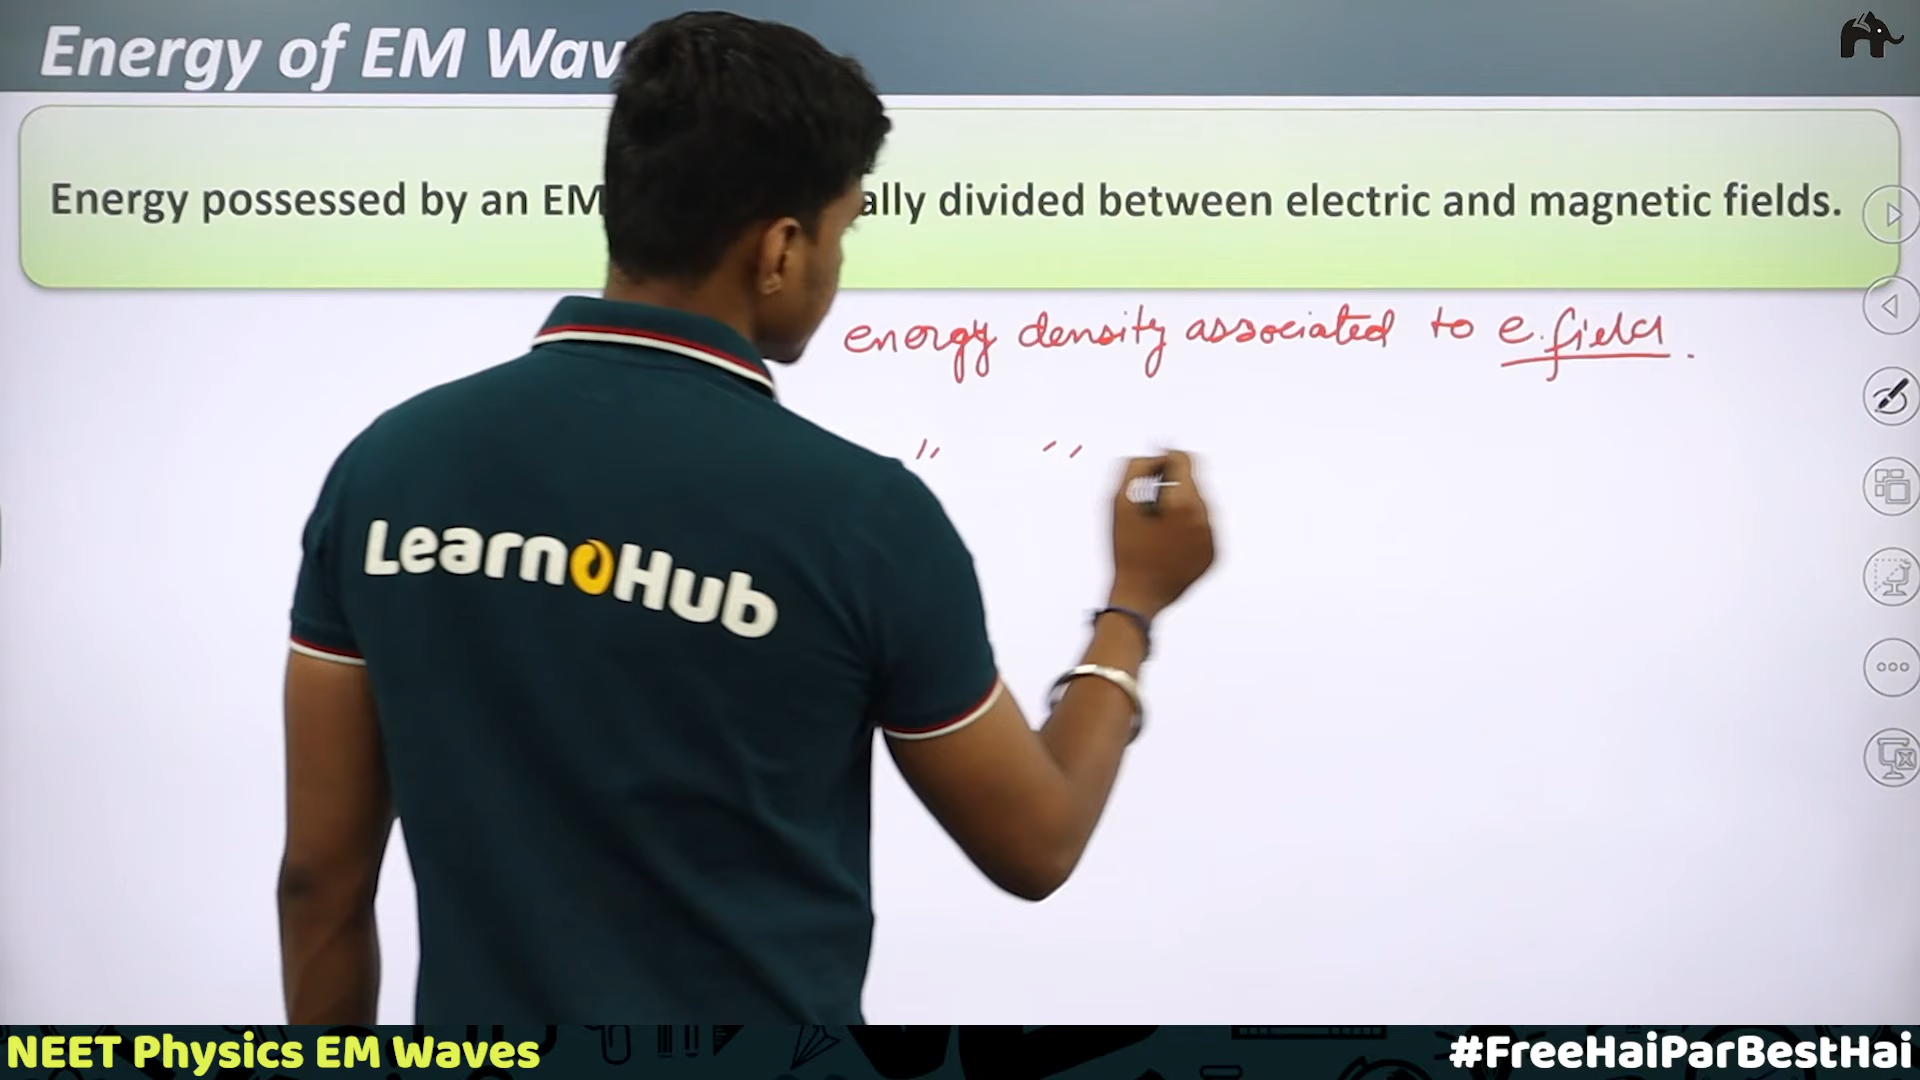 Energy of EM Wav
Energy possessed by an EM ally divided between electric and magnetic fields.
energy density associated to e.field.
" "
LearnoHub
NEET Physics EM Waves
#FreeHaiParBestHai